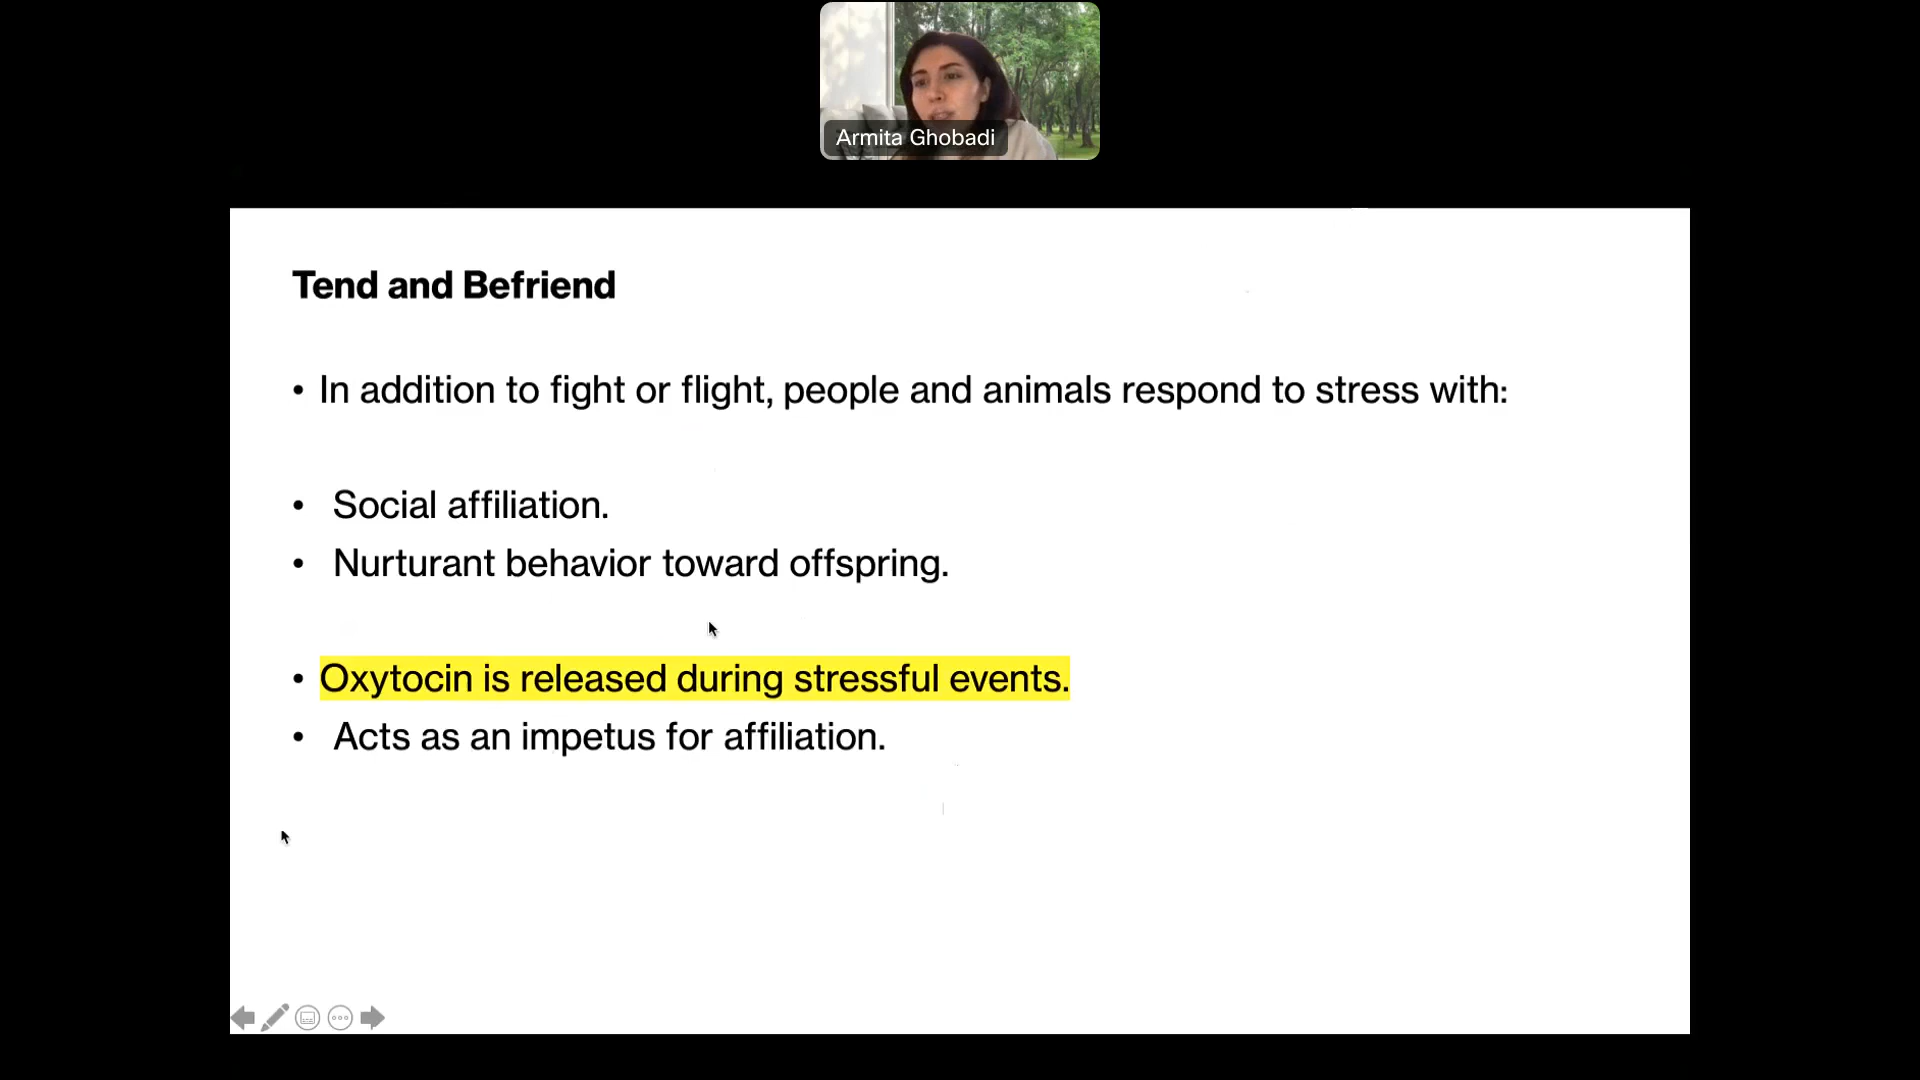 Armita Ghobadi
Tend and Befriend
• In addition to fight or flight, people and animals respond to stress with:
• Social affiliation.
• Nurturant behavior toward offspring.
• Oxytocin is released during stressful events.
• Acts as an impetus for affiliation.